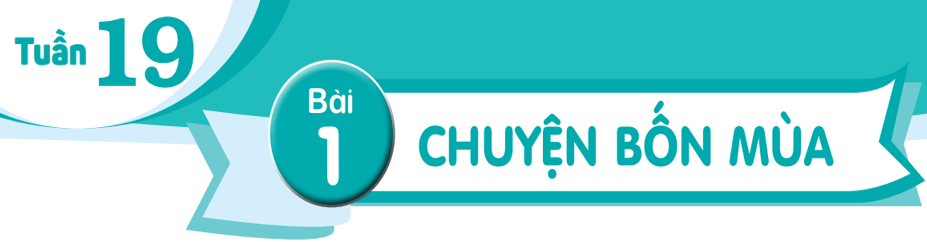 Tuần 19
Bài
1
CHUYỆN BỐN MÙA